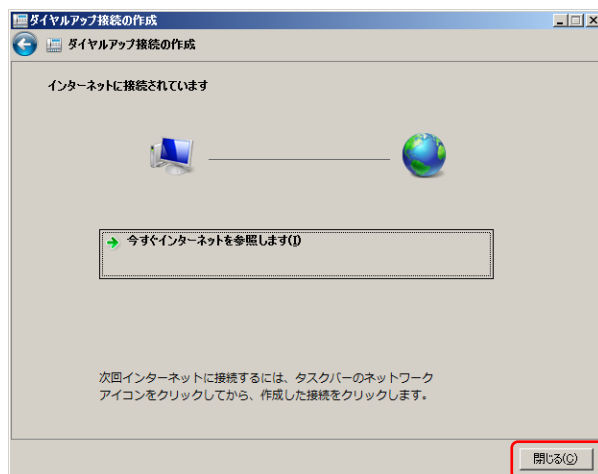 ダイヤルアップ接続の作成
ダイヤルアップ接続の作成
インターネットに接続されています
今すぐインターネットを参照します(I)
次回インターネットに接続するには、タスクバーのネットワーク
アイコンをクリックしてから、作成した接続をクリックします。
閉じる(C)